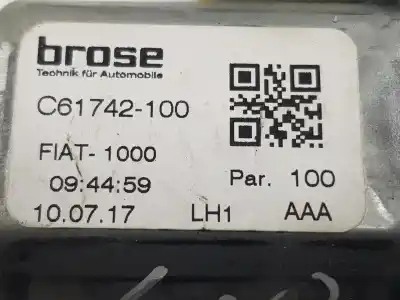 brose
Technik für Automobile
C61742-100
FIAT- 1000
09:44:59 Par. 100
10.07.17 LH1 AAA